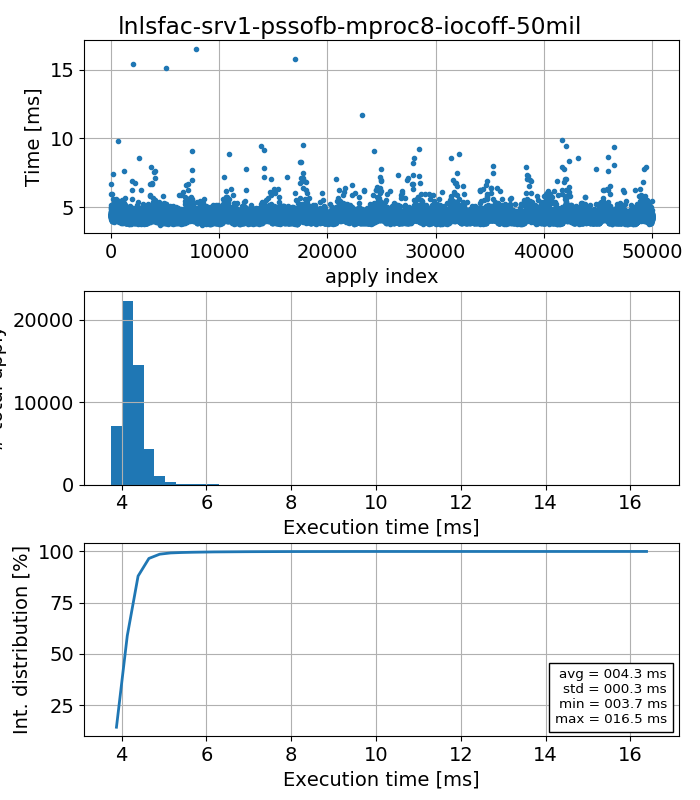 lnlsfac-srv1-pssofb-mproc8-iocoff-50mil
Time [ms]
15
10
5
0 10000 20000 30000 40000 50000
apply index
20000
10000
0
4 6 8 10 12 14 16
Execution time [ms]
Int. distribution [%]
100
75
50
25
avg = 004.3 ms
std = 000.3 ms
min = 003.7 ms
max = 016.5 ms
4 6 8 10 12 14 16
Execution time [ms]